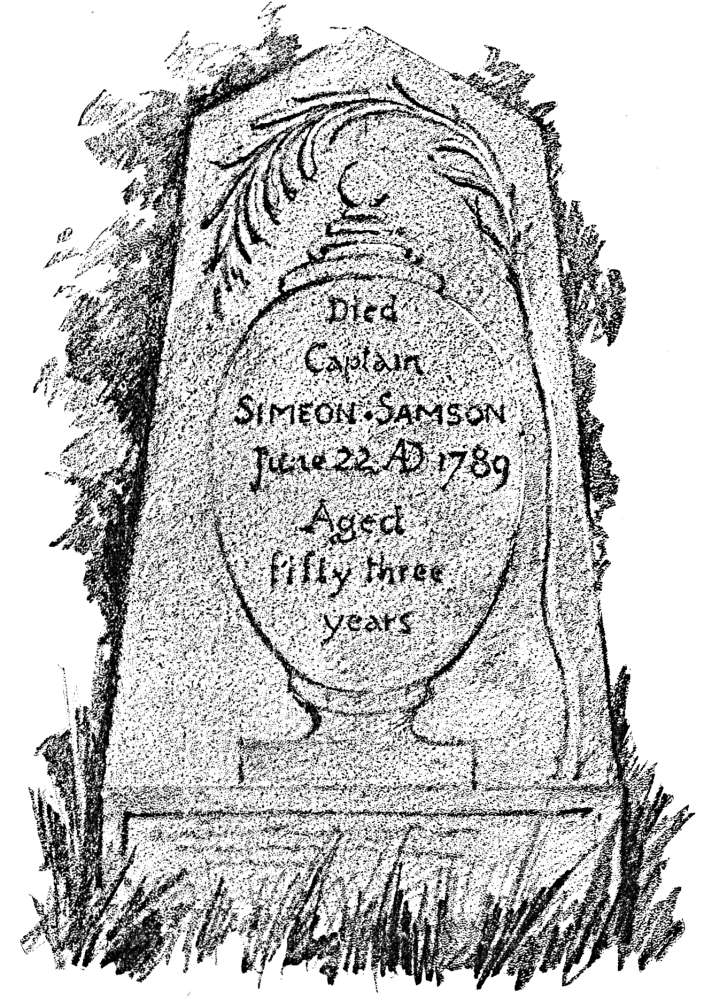 Died
Captain
SIMEON·SAMSON
June 22 AD 1789
Aged
fifty three
years